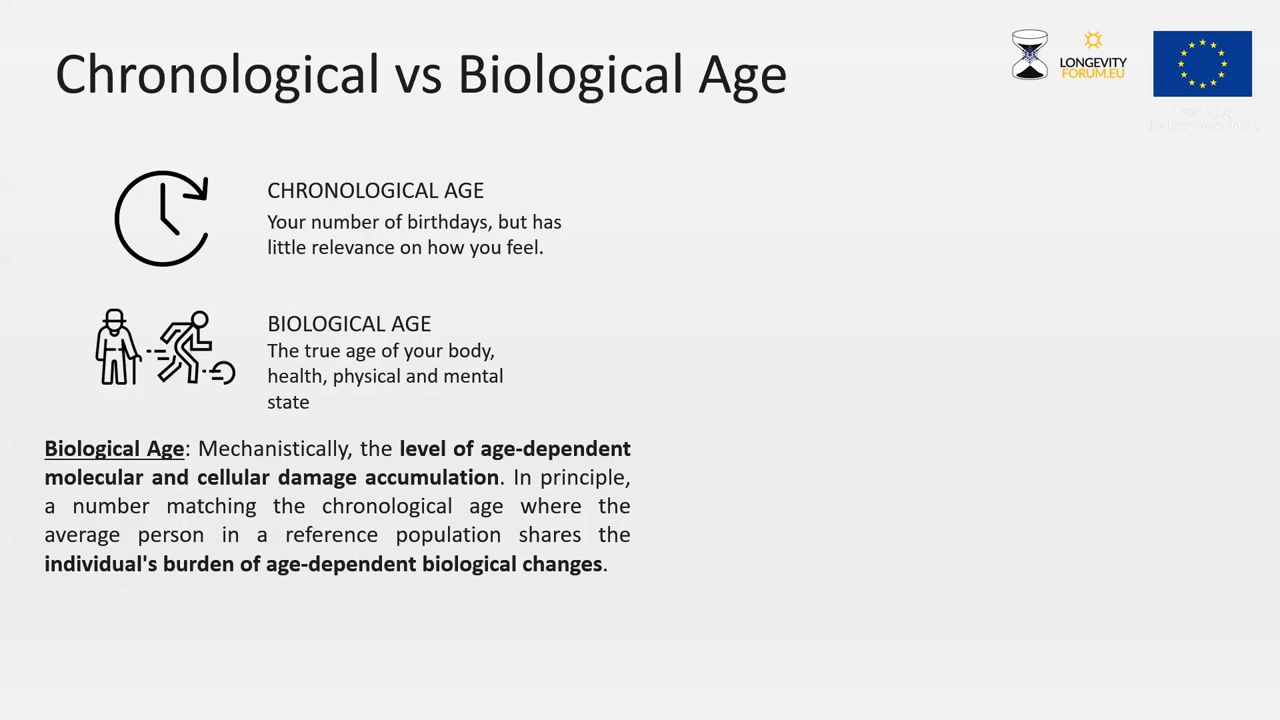 Chronological vs Biological Age
LONGEVITY
FORUM.EU
CHRONOLOGICAL AGE
Your number of birthdays, but has
little relevance on how you feel.
BIOLOGICAL AGE
The true age of your body,
health, physical and mental
state
Biological Age: Mechanistically, the level of age-dependent
molecular and cellular damage accumulation. In principle,
a number matching the chronological age where the
average person in a reference population shares the
individual's burden of age-dependent biological changes.